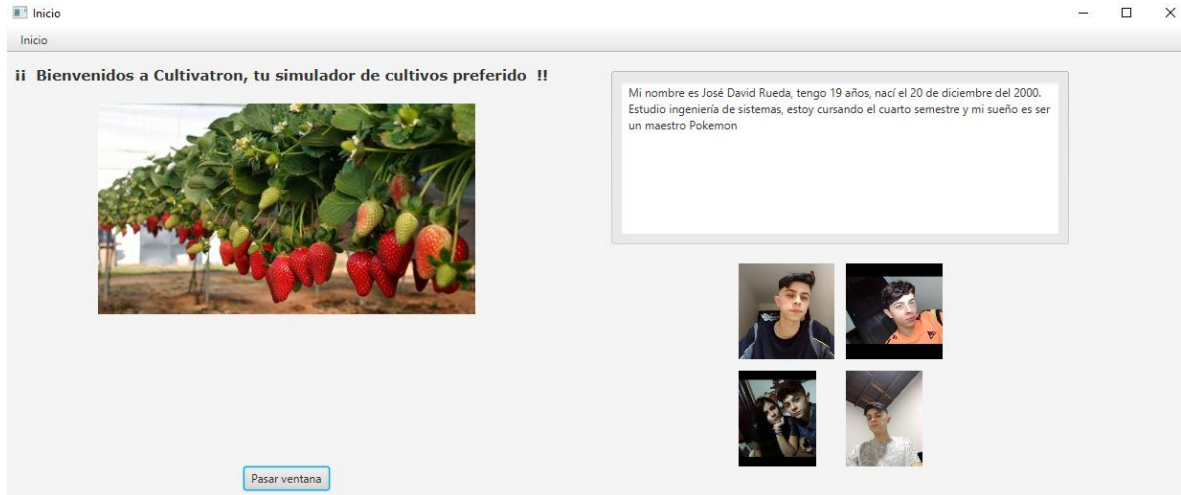 Inicio
Inicio
¡¡ Bienvenidos a Cultivatron, tu simulador de cultivos preferido !!
Mi nombre es José David Rueda, tengo 19 años, nací el 20 de diciembre del 2000.
Estudio ingeniería de sistemas, estoy cursando el cuarto semestre y mi sueño es ser
un maestro Pokemon
Pasar ventana